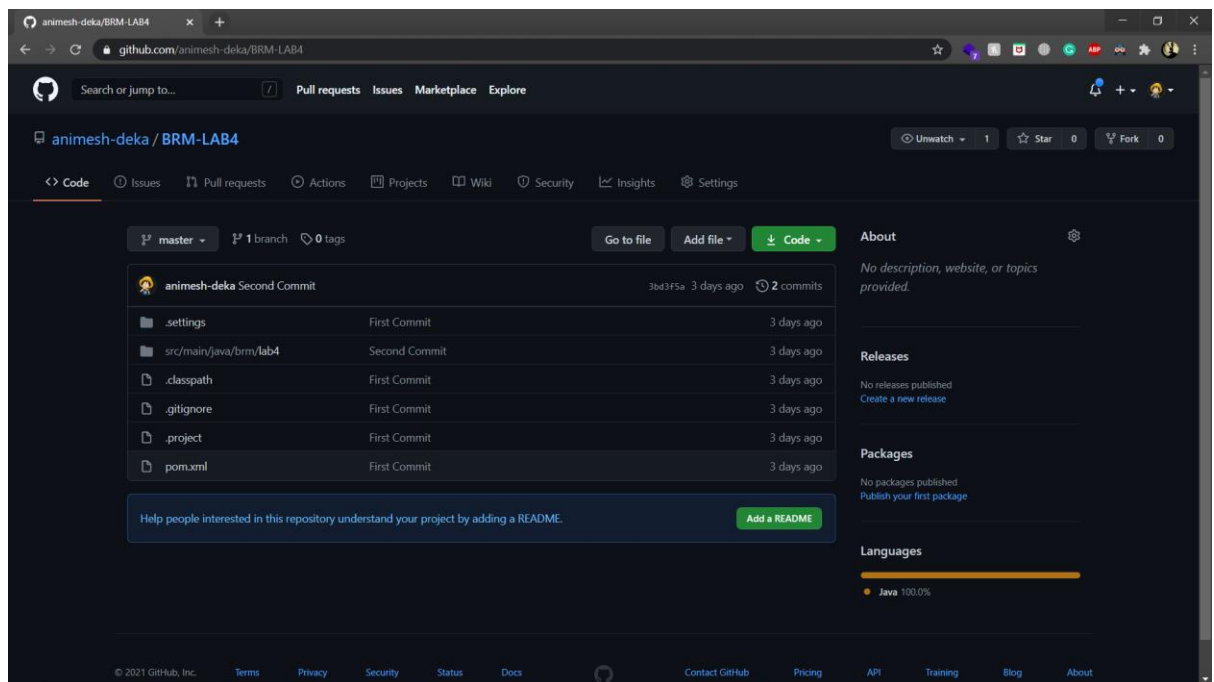 animesh-deka/BRM-LAB4
github.com/animesh-deka/BRM-LAB4
7
ABP
Search or jump to... /
Pull requests Issues Marketplace Explore
animesh-deka / BRM-LAB4
Unwatch 1 Star 0 Fork 0
Code Issues Pull requests Actions Projects Wiki Security Insights Settings
master 1 branch 0 tags
Go to file Add file Code
animesh-deka Second Commit 3bd3f5a 3 days ago 2 commits
.settings First Commit 3 days ago
src/main/java/brm/lab4 Second Commit 3 days ago
.classpath First Commit 3 days ago
.gitignore First Commit 3 days ago
.project First Commit 3 days ago
pom.xml First Commit 3 days ago
Help people interested in this repository understand your project by adding a README. Add a README
About
No description, website, or topics
provided.
Releases
No releases published
Create a new release
Packages
No packages published
Publish your first package
Languages
Java 100.0%
© 2021 GitHub, Inc. Terms Privacy Security Status Docs Contact GitHub Pricing API Training Blog About